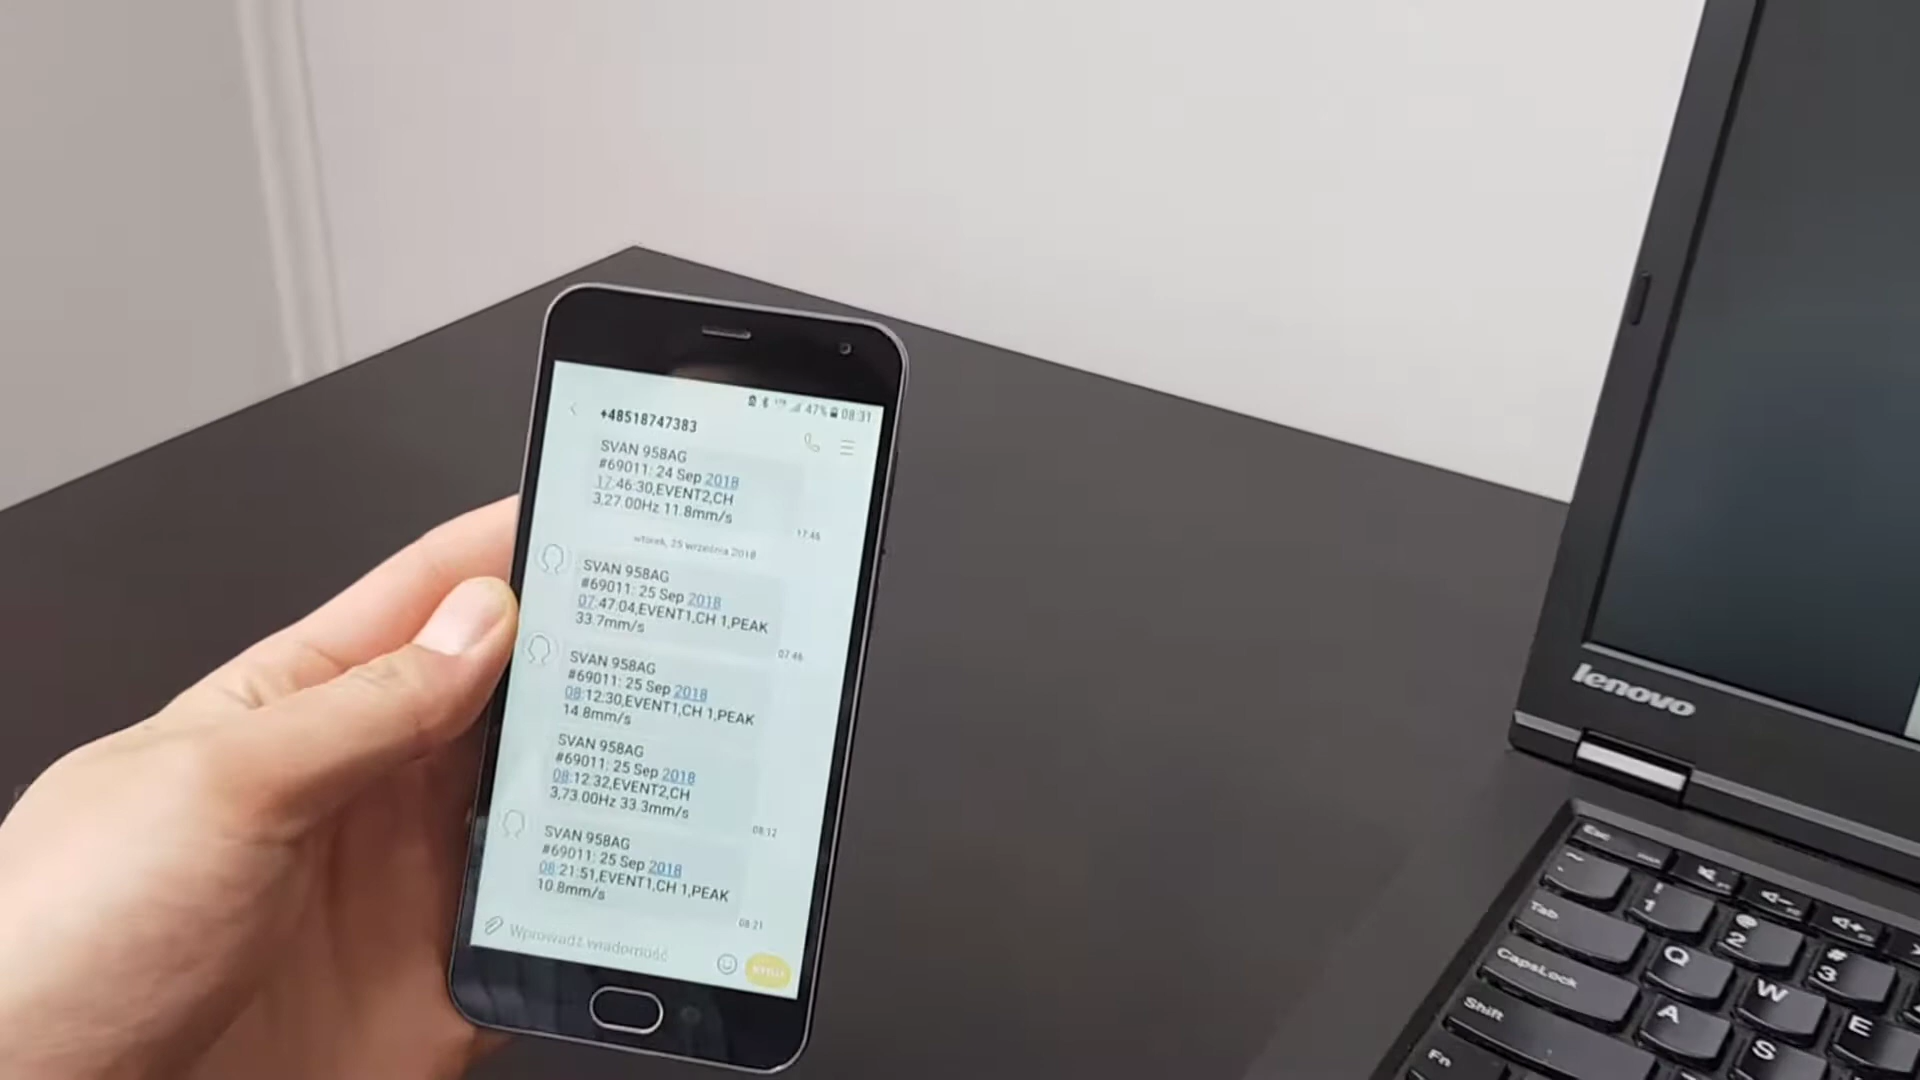 47% 08:31
+48518747383
SVAN 958AG
#69011: 24 Sep 2018
17:46:30,EVENT2,CH
3,27.00Hz 11.8mm/s
17:46
wtorek, 25 września 2018
SVAN 958AG
#69011: 25 Sep 2018
07:47:04,EVENT1,CH 1,PEAK
33.7mm/s
07:46
SVAN 958AG
#69011: 25 Sep 2018
08:12:30,EVENT1,CH 1,PEAK
14.8mm/s
SVAN 958AG
#69011: 25 Sep 2018
08:12:32,EVENT2,CH
3,73.00Hz 33.3mm/s
08:12
SVAN 958AG
#69011: 25 Sep 2018
08:21:51,EVENT1,CH 1,PEAK
10.8mm/s
08:21
Wprowadź wiadomość
lenovo
Esc
~ ! 1 @ 2 # 3
Tab Q W E
CapsLock A S
Shift
Fn